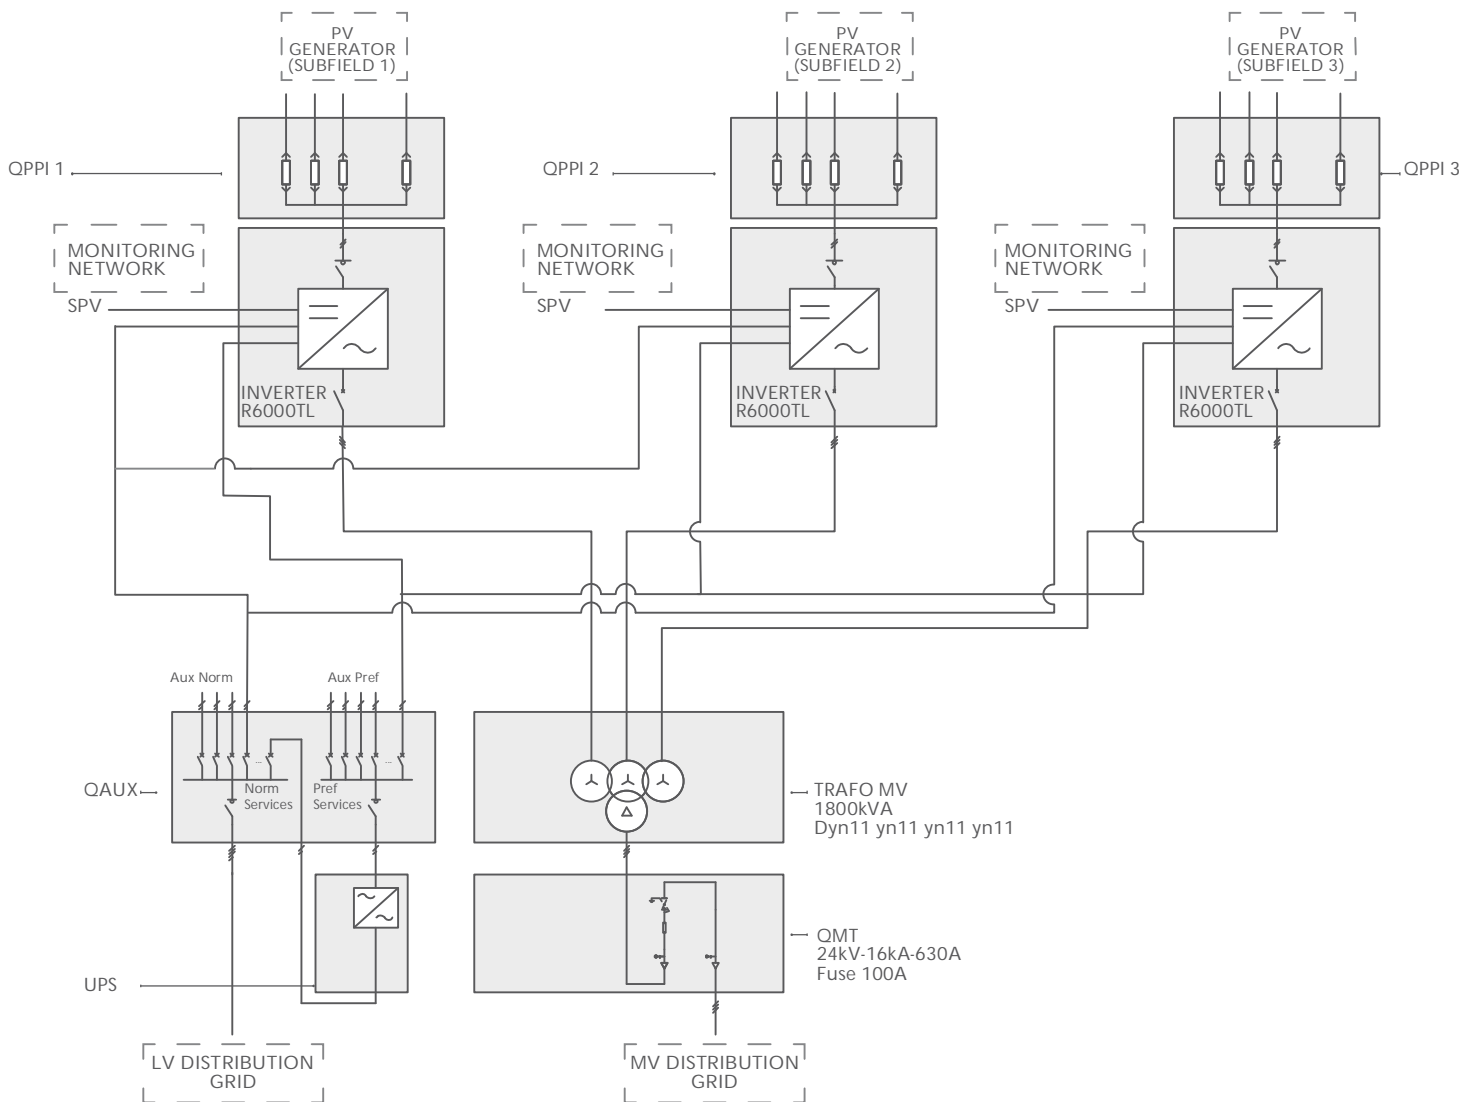 PV
GENERATOR
(SUBFIELD 1)
PV
GENERATOR
(SUBFIELD 2)
PV
GENERATOR
(SUBFIELD 3)
QPPI 1
QPPI 2
QPPI 3
MONITORING
NETWORK
MONITORING
NETWORK
MONITORING
NETWORK
SPV
SPV
SPV
INVERTER
R6000TL
INVERTER
R6000TL
INVERTER
R6000TL
Aux Norm
Aux Pref
...
...
QAUX
Norm
Services
Pref
Services
TRAFO MV
1800kVA
Dyn11 yn11 yn11 yn11
QMT
24kV-16kA-630A
Fuse 100A
UPS
LV DISTRIBUTION
GRID
MV DISTRIBUTION
GRID